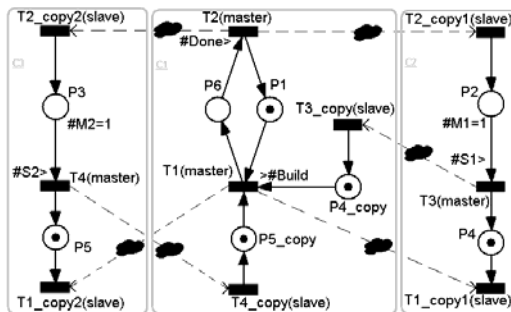 T2_copy2(slave)
T2(master)
T2_copy1(slave)
#Done>
C1
C2
P3
P6
P1
P2
#M2=1
T3_copy(slave)
#M1=1
#S2>
T4(master)
T1(master)
>#Build
#S1>
T3(master)
P4_copy
P5
P5_copy
P4
T1_copy2(slave)
T4_copy(slave)
T1_copy1(slave)